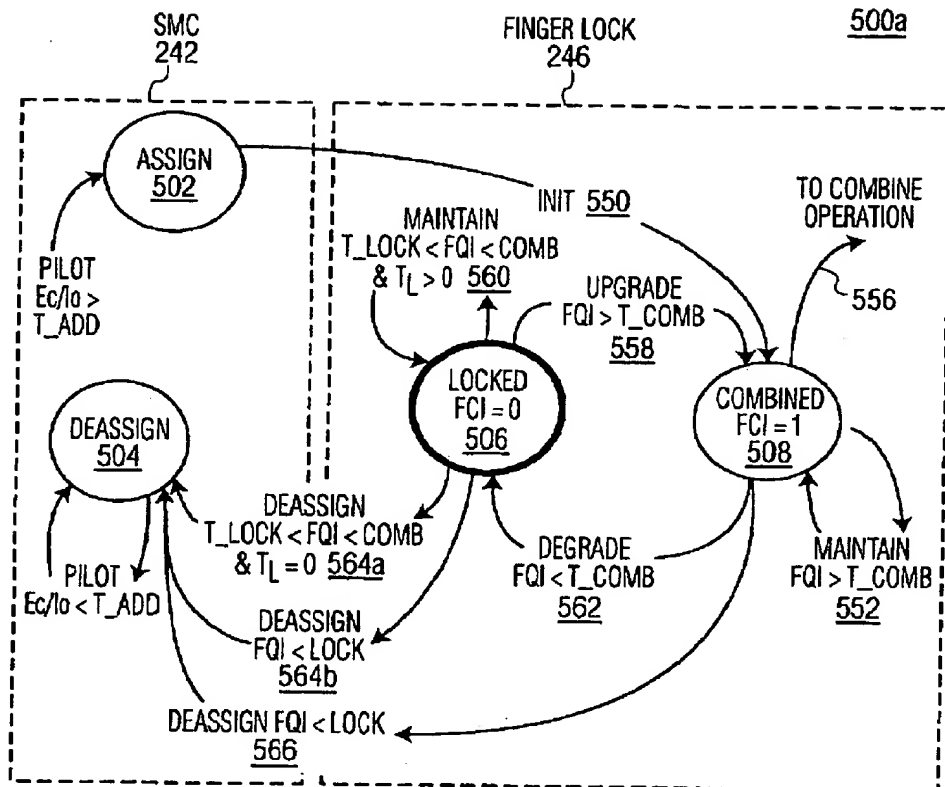 SMC
242
FINGER LOCK
246
500a
ASSIGN
502
INIT 550
TO COMBINE
OPERATION
556
PILOT
Ec/Io >
T_ADD
MAINTAIN
T_LOCK < FQI < COMB
& TL > 0 560
UPGRADE
FQI > T_COMB
558
LOCKED
FCI = 0
506
COMBINED
FCI = 1
508
DEASSIGN
504
DEASSIGN
T_LOCK < FQI < COMB
& TL = 0 564a
DEGRADE
FQI < T_COMB
562
MAINTAIN
FQI > T_COMB
552
PILOT
Ec/Io < T_ADD
DEASSIGN
FQI < LOCK
564b
DEASSIGN FQI < LOCK
566